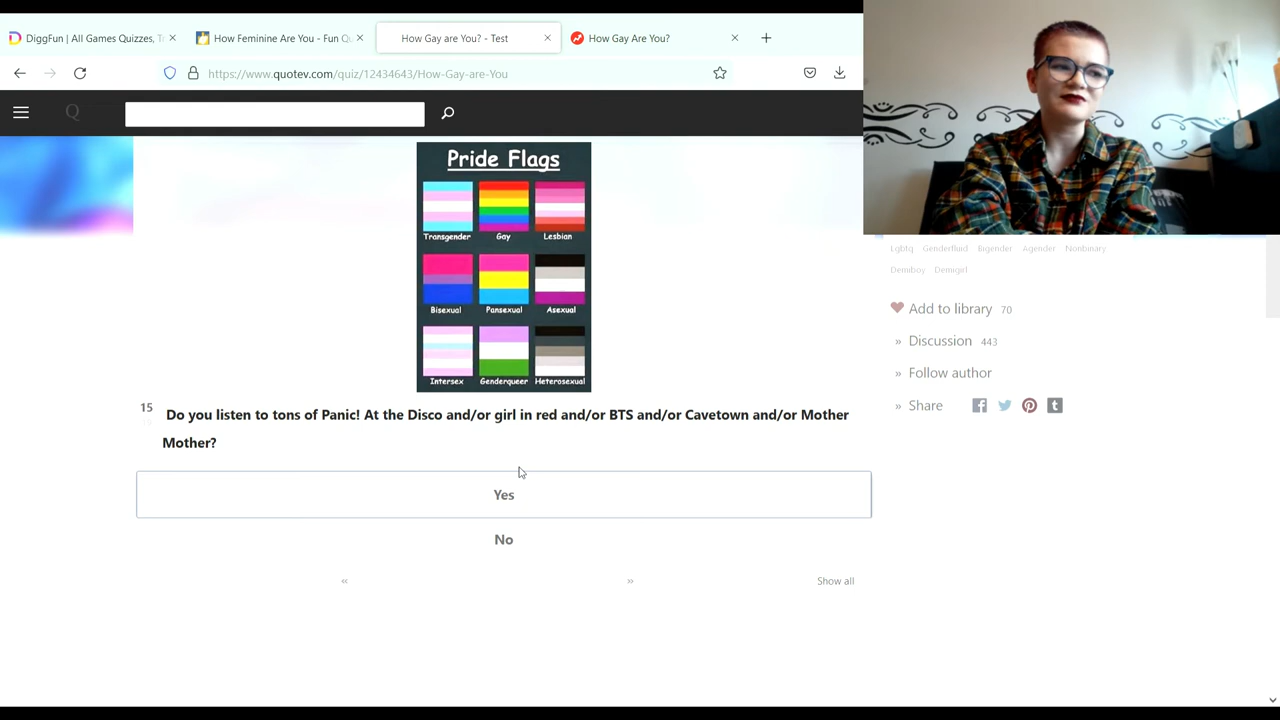 DiggFun | All Games Quizzes, T
How Feminine Are You - Fun Q
How Gay are You? - Test
How Gay Are You?
https://www.quotev.com/quiz/12434643/How-Gay-are-You
Q
Pride Flags
Transgender
Gay
Lesbian
Bisexual
Pansexual
Asexual
Intersex
Genderqueer
Heterosexual
15
Do you listen to tons of Panic! At the Disco and/or girl in red and/or BTS and/or Cavetown and/or Mother
Mother?
Yes
No
«
»
Show all
Lgbtq Genderfluid Bigender Agender Nonbinary
Demiboy Demigirl
Add to library 70
» Discussion 443
» Follow author
» Share